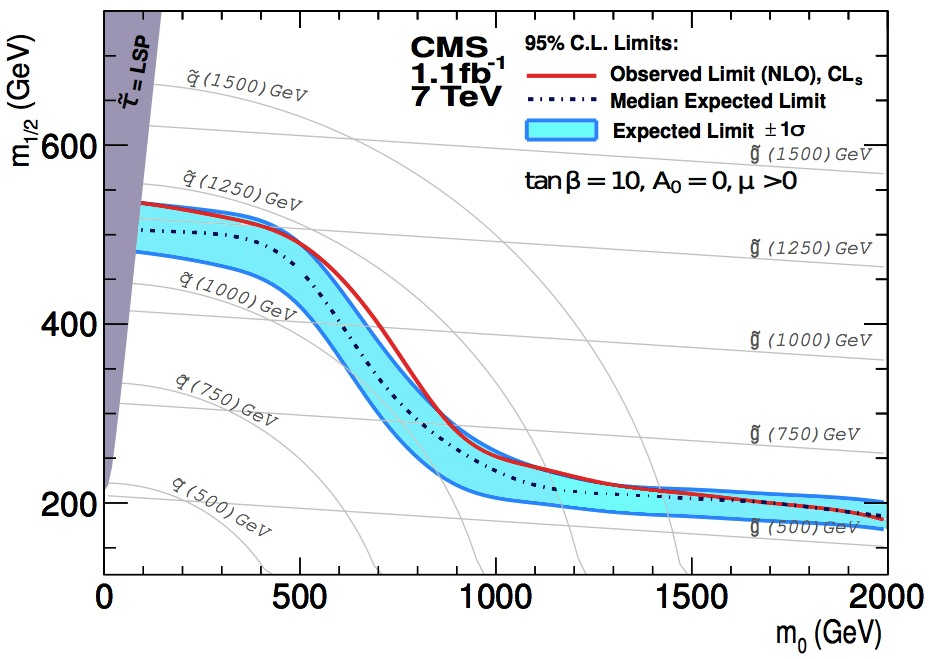 m1/2 (GeV)
600
400
200
τ̃ = LSP
CMS
1.1fb-1
7 TeV
95% C.L. Limits:
Observed Limit (NLO), CLs
Median Expected Limit
Expected Limit ±1σ
tanβ = 10, A0 = 0, μ >0
q̃(1500)GeV
q̃(1250)GeV
q̃(1000)GeV
q̃(750)GeV
q̃(500)GeV
g̃(1500)GeV
g̃(1250)GeV
g̃(1000)GeV
g̃(750)GeV
g̃(500)GeV
0 500 1000 1500 2000
m0 (GeV)